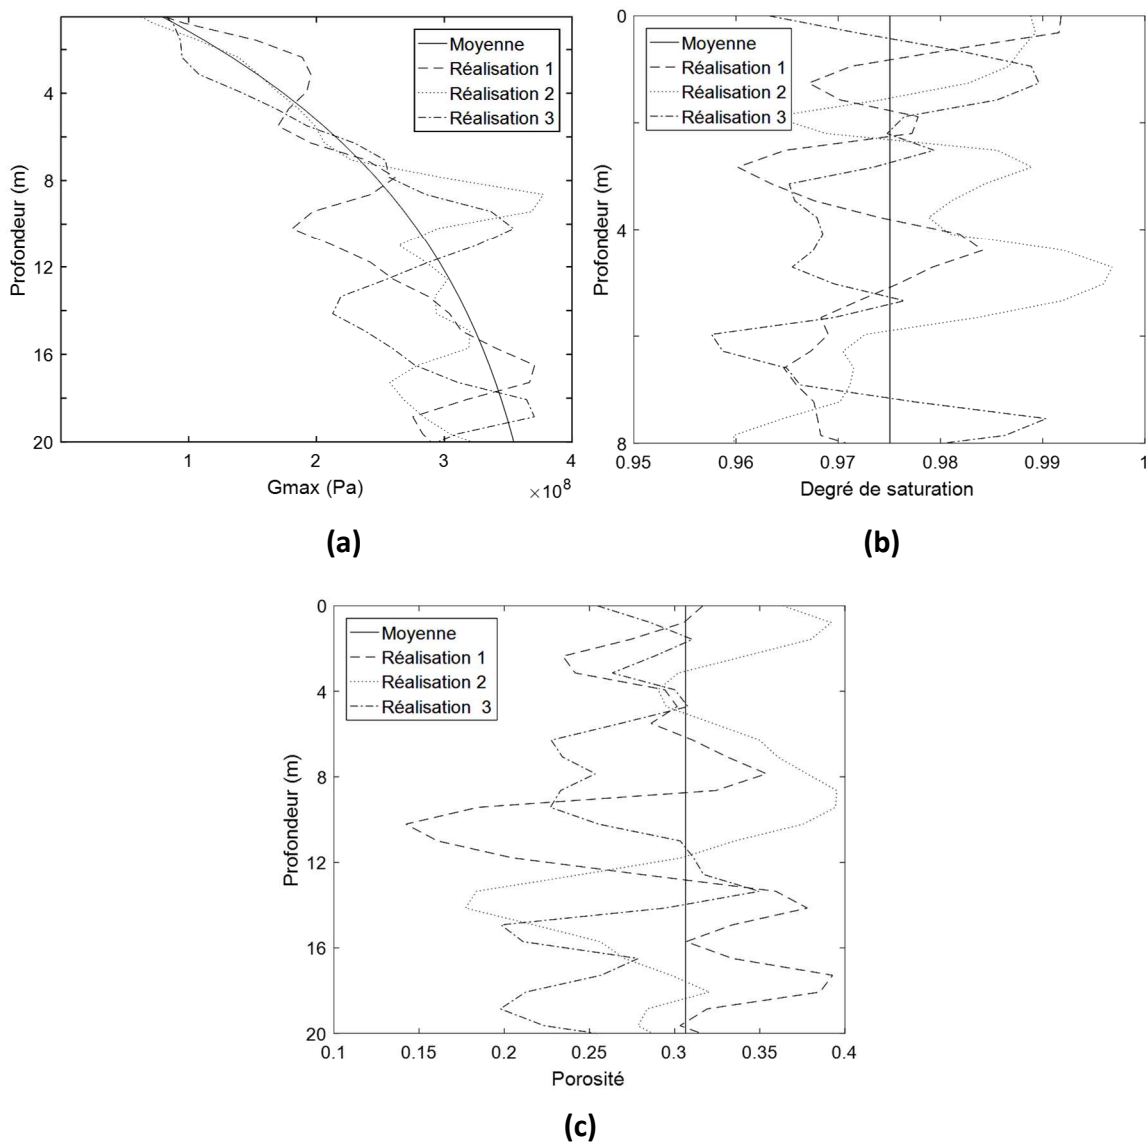 Moyenne
Réalisation 1
Réalisation 2
Réalisation 3
4
8
12
16
20
Profondeur (m)
1
2
3
4
Gmax (Pa)
×10⁸
(a)
Moyenne
Réalisation 1
Réalisation 2
Réalisation 3
0
4
8
Profondeur (m)
0.95
0.96
0.97
0.98
0.99
1
Degré de saturation
(b)
Moyenne
Réalisation 1
Réalisation 2
Réalisation 3
0
4
8
12
16
20
Profondeur (m)
0.1
0.15
0.2
0.25
0.3
0.35
0.4
Porosité
(c)